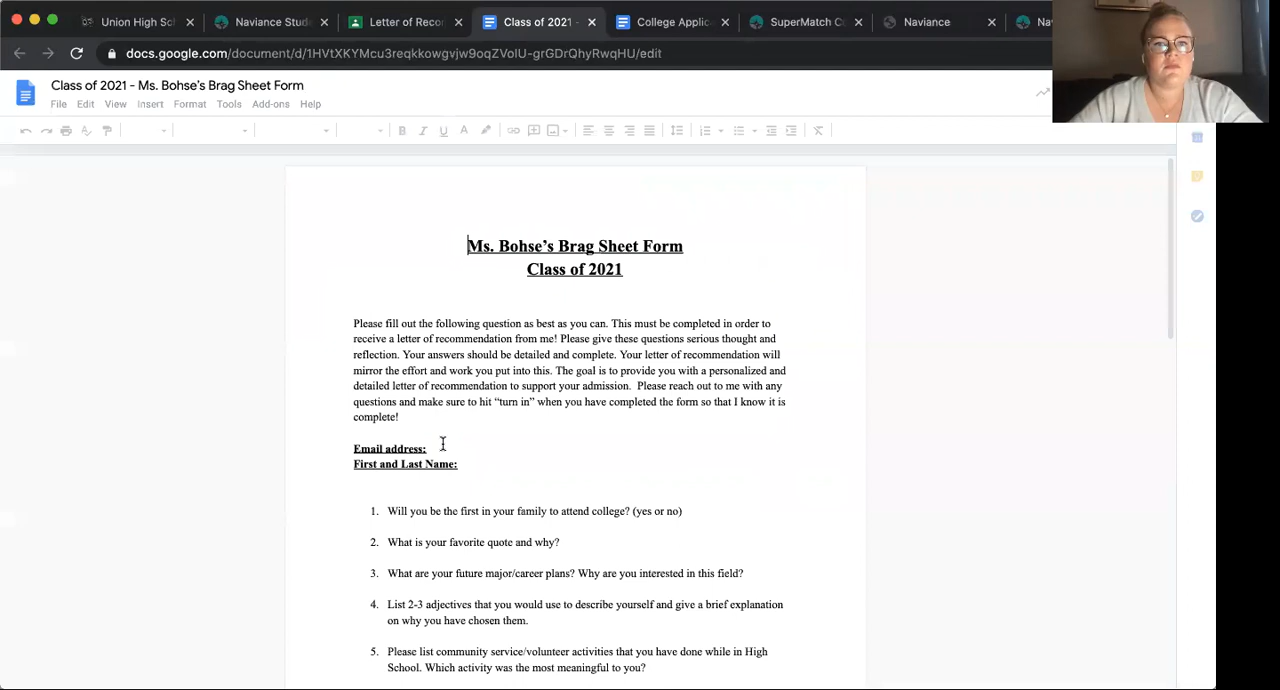 Union High Sch
Naviance Stude
Letter of Recor
Class of 2021 -
College Applic
SuperMatch C
Naviance
Nav
docs.google.com/document/d/1HVtXKYMcu3reqkkowgvjw9oqZVolU-grGDrQhyRwqHU/edit
Class of 2021 - Ms. Bohse's Brag Sheet Form
File Edit View Insert Format Tools Add-ons Help
Ms. Bohse's Brag Sheet Form
Class of 2021
Please fill out the following question as best as you can. This must be completed in order to
receive a letter of recommendation from me! Please give these questions serious thought and
reflection. Your answers should be detailed and complete. Your letter of recommendation will
mirror the effort and work you put into this. The goal is to provide you with a personalized and
detailed letter of recommendation to support your admission. Please reach out to me with any
questions and make sure to hit “turn in” when you have completed the form so that I know it is
complete!
Email address:
First and Last Name:
1. Will you be the first in your family to attend college? (yes or no)
2. What is your favorite quote and why?
3. What are your future major/career plans? Why are you interested in this field?
4. List 2-3 adjectives that you would use to describe yourself and give a brief explanation
on why you have chosen them.
5. Please list community service/volunteer activities that you have done while in High
School. Which activity was the most meaningful to you?